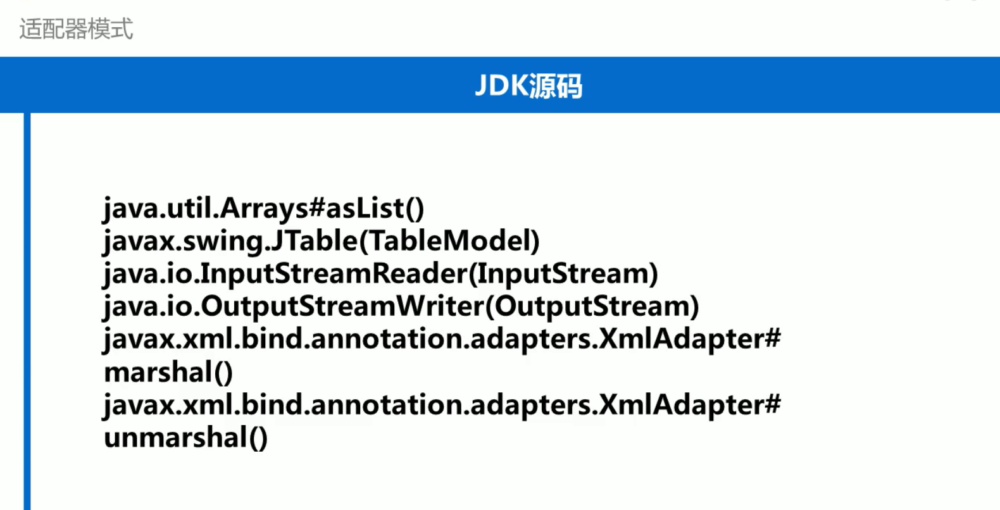 适配器模式
JDK源码
java.util.Arrays#asList()
javax.swing.JTable(TableModel)
java.io.InputStreamReader(InputStream)
java.io.OutputStreamWriter(OutputStream)
javax.xml.bind.annotation.adapters.XmlAdapter#
marshal()
javax.xml.bind.annotation.adapters.XmlAdapter#
unmarshal()